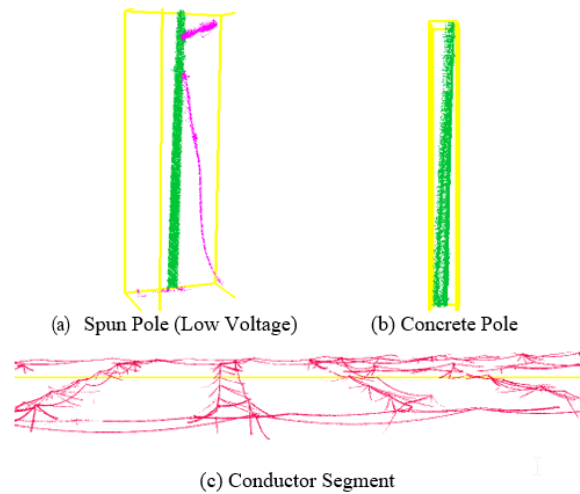 (a) Spun Pole (Low Voltage)
(b) Concrete Pole
(c) Conductor Segment